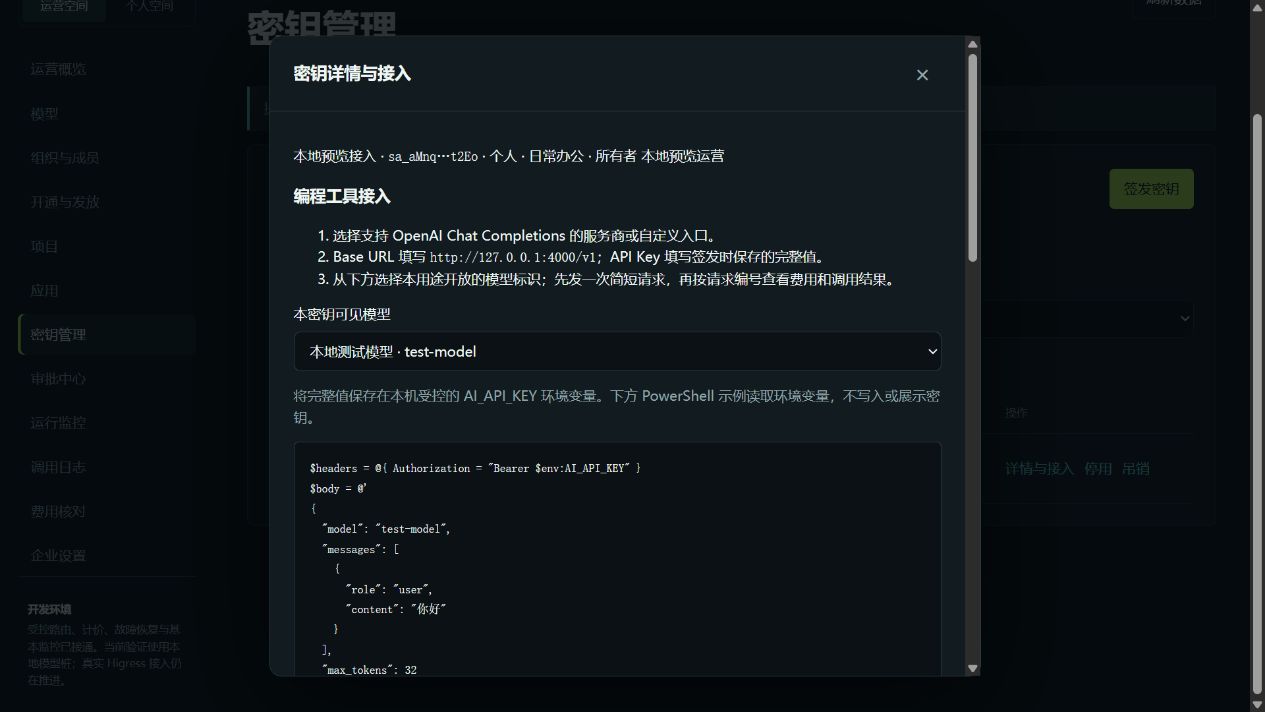 运营空间
个人空间
刷新数据
密钥管理
运营概览
模型
组织与成员
开通与发放
项目
应用
密钥管理
审批中心
运行监控
调用日志
费用核对
企业设置
开发环境
受控路由、计价、故障恢复与基
本监控已接通。当前验证使用本
地模型桩；真实 Higress 接入仍
在推进。
签发密钥
操作
详情与接入 停用 吊销
密钥详情与接入
×
本地预览接入 · sa_aMnq…t2Eo · 个人 · 日常办公 · 所有者 本地预览运营
编程工具接入
1. 选择支持 OpenAI Chat Completions 的服务商或自定义入口。
2. Base URL 填写 http://127.0.0.1:4000/v1；API Key 填写签发时保存的完整值。
3. 从下方选择本用途开放的模型标识；先发一次简短请求，再按请求编号查看费用和调用结果。
本密钥可见模型
本地测试模型 · test-model
将完整值保存在本机受控的 AI_API_KEY 环境变量。下方 PowerShell 示例读取环境变量，不写入或展示密
钥。
$headers = @{ Authorization = "Bearer $env:AI_API_KEY" }
$body = @'
{
  "model": "test-model",
  "messages": [
    {
      "role": "user",
      "content": "你好"
    }
  ],
  "max_tokens": 32